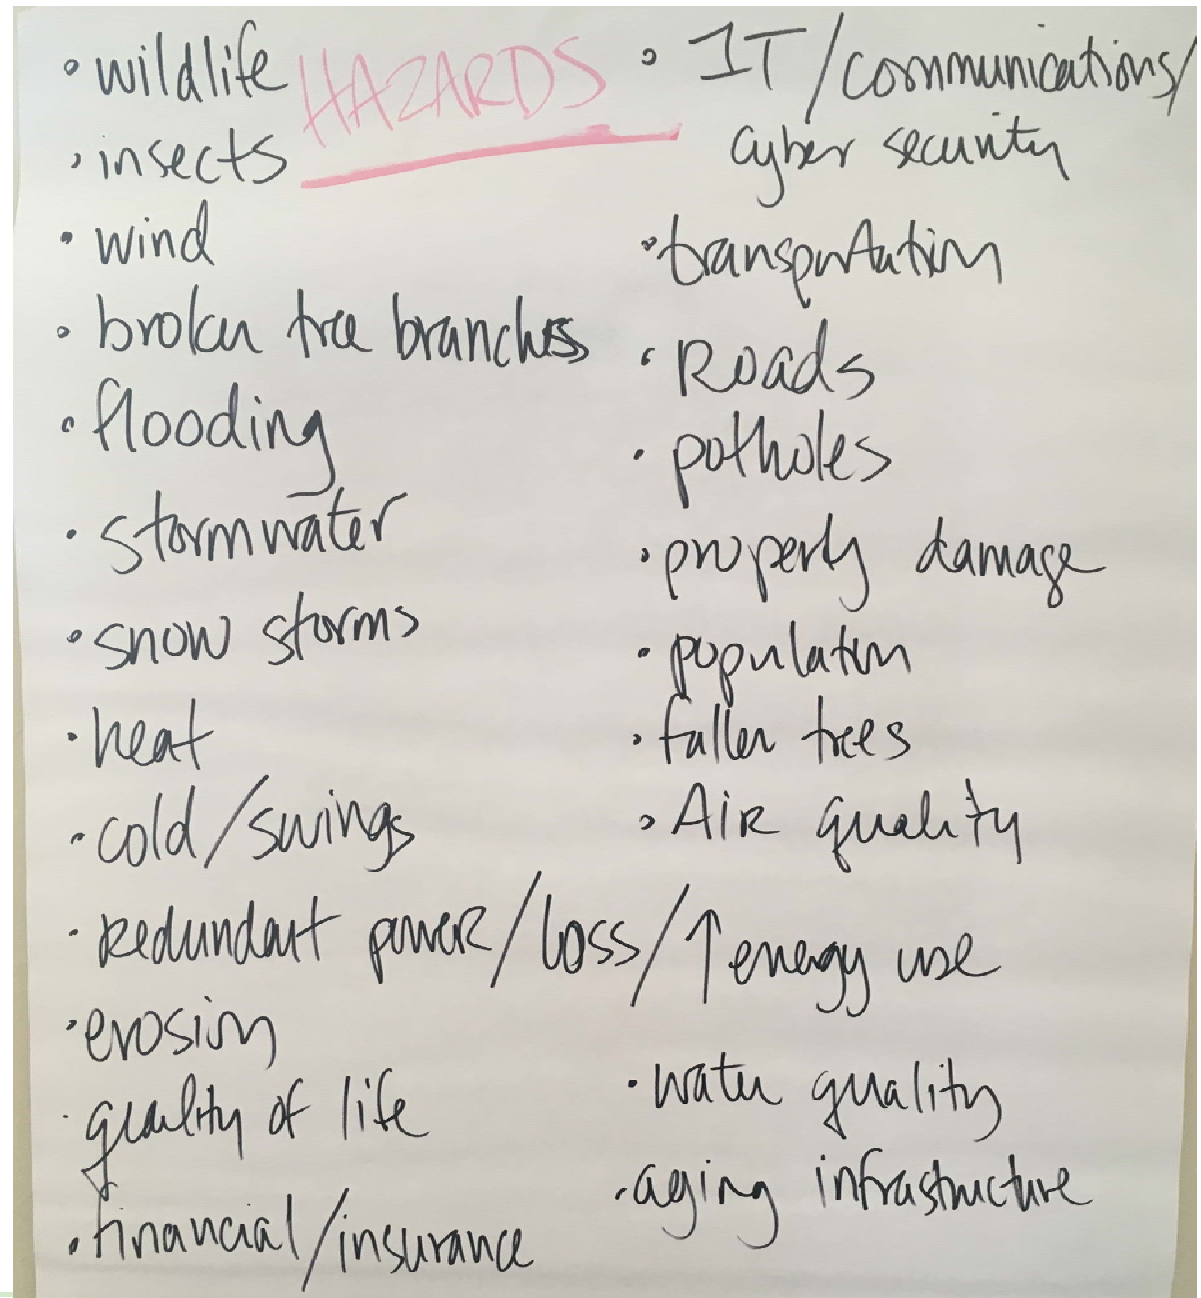 HAZARDS
• wildlife
• insects
• wind
• broken tree branches
• flooding
• stormwater
• snow storms
• heat
• cold/swings
• redundant power/loss/↑energy use
• erosion
• quality of life
• financial/insurance
• IT/communications/
cyber security
• transportation
• Roads
• potholes
• property damage
• population
• fallen trees
• Air quality
• water quality
• aging infrastructure